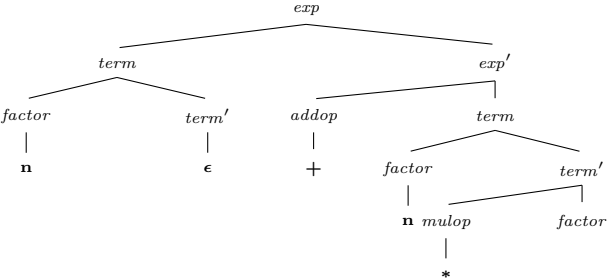 exp
term exp′
factor term′ addop term
n ϵ + factor term′
n mulop factor
*